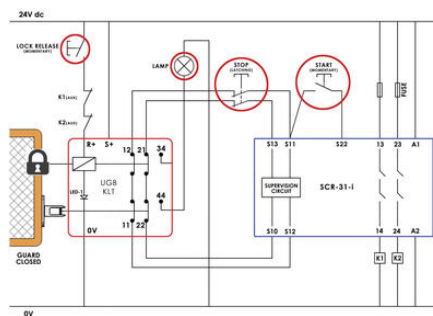 24V dc
LOCK RELEASE
(MOMENTARY)
K1(AUX)
K2(AUX)
LAMP
STOP
(LATCHING)
START
(MOMENTARY)
FUSE
R+ S+
12 21 34
UGB
KLT
LED-1
44
0V
11 22
GUARD
CLOSED
S13 S11 S22 13 23 A1
SUPERVISION
CIRCUIT
SCR-31-i
S10 S12 14 24 A2
K1 K2
0V